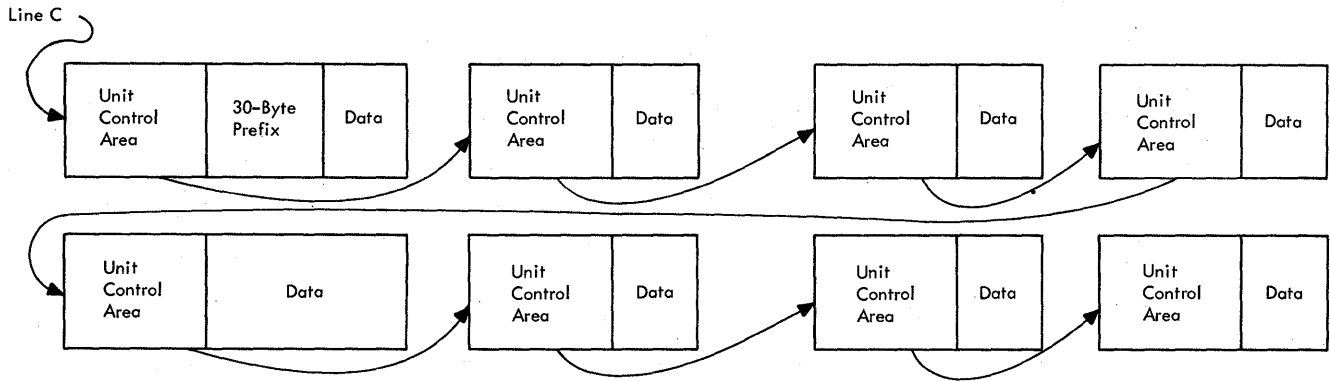 Line C
Unit
Control
Area
30-Byte
Prefix
Data
Unit
Control
Area
Data
Unit
Control
Area
Data
Unit
Control
Area
Data
Unit
Control
Area
Data
Unit
Control
Area
Data
Unit
Control
Area
Data
Unit
Control
Area
Data